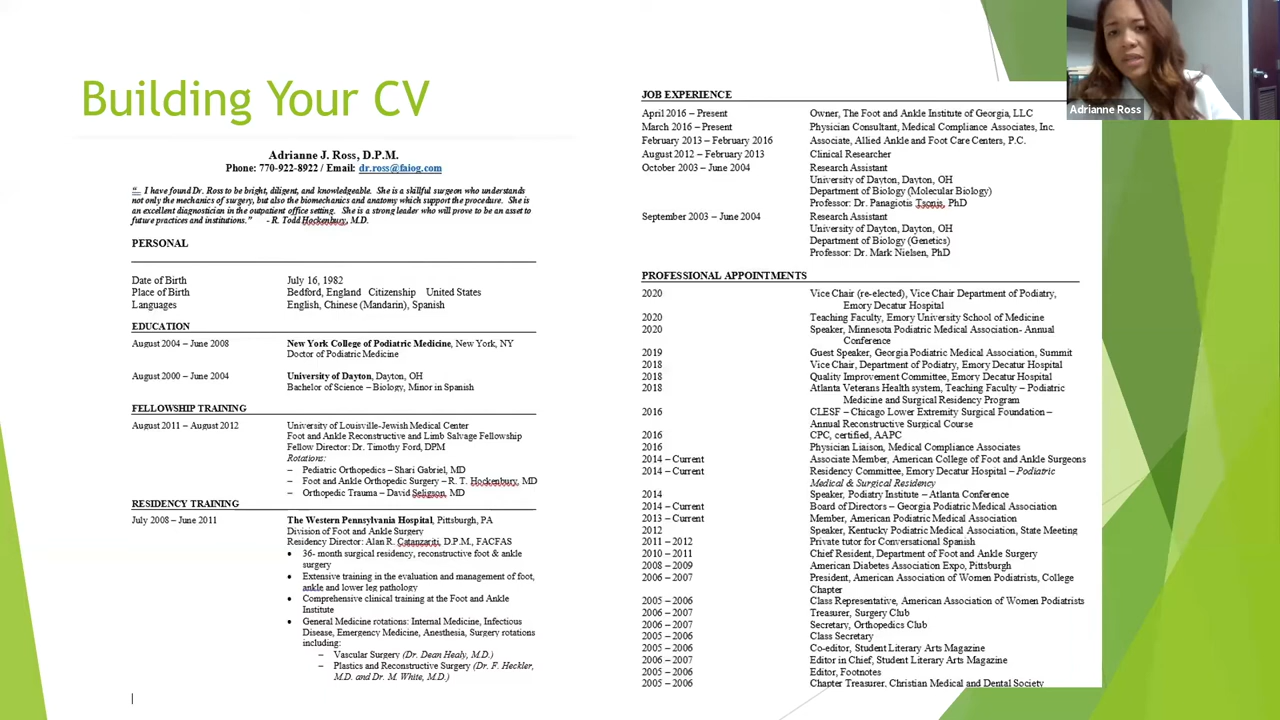 Building Your CV
Adrianne J. Ross, D.P.M.
Phone: 770-922-8922 / Email: dr.ross@faiog.com
"... I have found Dr. Ross to be bright, diligent, and knowledgeable. She is a skillful surgeon who understands
not only the mechanics of surgery, but also the biomechanics and anatomy which support the procedure. She is
an excellent diagnostician in the outpatient office setting. She is a strong leader who will prove to be an asset to
future practices and institutions." - R. Todd Hockenbury, M.D.
PERSONAL
Date of Birth July 16, 1982
Place of Birth Bedford, England Citizenship United States
Languages English, Chinese (Mandarin), Spanish
EDUCATION
August 2004 – June 2008 New York College of Podiatric Medicine, New York, NY
Doctor of Podiatric Medicine
August 2000 – June 2004 University of Dayton, Dayton, OH
Bachelor of Science – Biology, Minor in Spanish
FELLOWSHIP TRAINING
August 2011 – August 2012 University of Louisville-Jewish Medical Center
Foot and Ankle Reconstructive and Limb Salvage Fellowship
Fellow Director: Dr. Timothy Ford, DPM
Rotations:
– Pediatric Orthopedics – Shari Gabriel, MD
– Foot and Ankle Orthopedic Surgery – R. T. Hockenbury, MD
– Orthopedic Trauma – David Seligson, MD
RESIDENCY TRAINING
July 2008 – June 2011 The Western Pennsylvania Hospital, Pittsburgh, PA
Division of Foot and Ankle Surgery
Residency Director: Alan R. Catanzariti, D.P.M., FACFAS
• 36- month surgical residency, reconstructive foot & ankle
surgery
• Extensive training in the evaluation and management of foot,
ankle and lower leg pathology
• Comprehensive clinical training at the Foot and Ankle
Institute
• General Medicine rotations: Internal Medicine, Infectious
Disease, Emergency Medicine, Anesthesia, Surgery rotations
including:
– Vascular Surgery (Dr. Dean Healy, M.D.)
– Plastics and Reconstructive Surgery (Dr. F. Heckler,
M.D. and Dr. M. White, M.D.)
JOB EXPERIENCE
April 2016 – Present Owner, The Foot and Ankle Institute of Georgia, LLC
March 2016 – Present Physician Consultant, Medical Compliance Associates, Inc.
February 2013 – February 2016 Associate, Allied Ankle and Foot Care Centers, P.C.
August 2012 – February 2013 Clinical Researcher
October 2003 – June 2004 Research Assistant
University of Dayton, Dayton, OH
Department of Biology (Molecular Biology)
Professor: Dr. Panagiotis Tsonis, PhD
September 2003 – June 2004 Research Assistant
University of Dayton, Dayton, OH
Department of Biology (Genetics)
Professor: Dr. Mark Nielsen, PhD
PROFESSIONAL APPOINTMENTS
2020 Vice Chair (re-elected), Vice Chair Department of Podiatry,
Emory Decatur Hospital
2020 Teaching Faculty, Emory University School of Medicine
2020 Speaker, Minnesota Podiatric Medical Association- Annual
Conference
2019 Guest Speaker, Georgia Podiatric Medical Association, Summit
2018 Vice Chair, Department of Podiatry, Emory Decatur Hospital
2018 Quality Improvement Committee, Emory Decatur Hospital
2018 Atlanta Veterans Health system, Teaching Faculty – Podiatric
Medicine and Surgical Residency Program
2016 CLESF – Chicago Lower Extremity Surgical Foundation –
Annual Reconstructive Surgical Course
2016 CPC, certified, AAPC
2016 Physician Liaison, Medical Compliance Associates
2014 – Current Associate Member, American College of Foot and Ankle Surgeons
2014 – Current Residency Committee, Emory Decatur Hospital – Podiatric
Medical & Surgical Residency
2014 Speaker, Podiatry Institute – Atlanta Conference
2014 – Current Board of Directors – Georgia Podiatric Medical Association
2013 – Current Member, American Podiatric Medical Association
2012 Speaker, Kentucky Podiatric Medical Association, State Meeting
2011 – 2012 Private tutor for Conversational Spanish
2010 – 2011 Chief Resident, Department of Foot and Ankle Surgery
2008 – 2009 American Diabetes Association Expo, Pittsburgh
2006 – 2007 President, American Association of Women Podiatrists, College
Chapter
2005 – 2006 Class Representative, American Association of Women Podiatrists
2006 – 2007 Treasurer, Surgery Club
2006 – 2007 Secretary, Orthopedics Club
2005 – 2006 Class Secretary
2005 – 2006 Co-editor, Student Literary Arts Magazine
2006 – 2007 Editor in Chief, Student Literary Arts Magazine
2005 – 2006 Editor, Footnotes
2005 – 2006 Chapter Treasurer, Christian Medical and Dental Society
Adrianne Ross